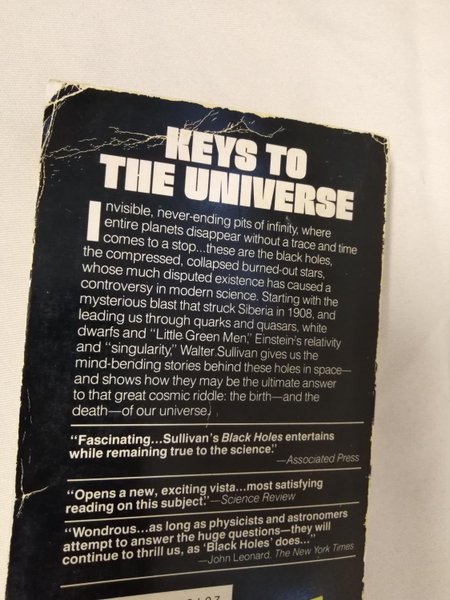 KEYS TO
THE UNIVERSE
Invisible, never-ending pits of infinity, where
entire planets disappear without a trace and time
comes to a stop...these are the black holes,
the compressed, collapsed burned-out stars,
whose much disputed existence has caused a
controversy in modern science. Starting with the
mysterious blast that struck Siberia in 1908, and
leading us through quarks and quasars, white
dwarfs and "Little Green Men," Einstein's relativity
and "singularity," Walter Sullivan gives us the
mind-bending stories behind these holes in space—
and shows how they may be the ultimate answer
to that great cosmic riddle: the birth—and the
death—of our universe.
"Fascinating...Sullivan's Black Holes entertains
while remaining true to the science."
—Associated Press
"Opens a new, exciting vista...most satisfying
reading on this subject."—Science Review
"Wondrous...as long as physicists and astronomers
attempt to answer the huge questions—they will
continue to thrill us, as 'Black Holes' does..."
—John Leonard, The New York Times